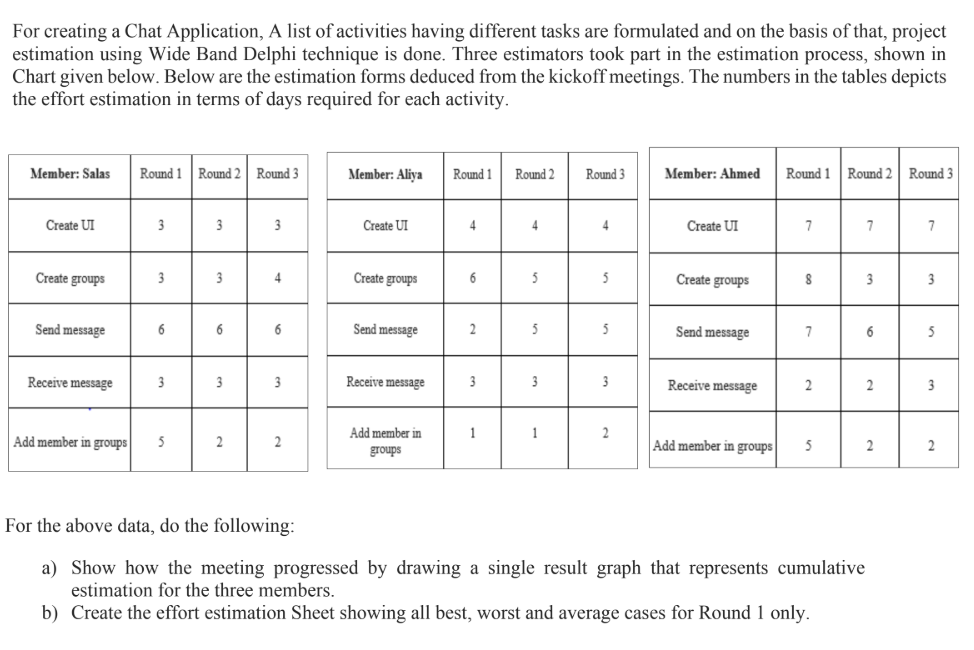 For creating a Chat Application, A list of activities having different tasks are formulated and on the basis of that, project
estimation using Wide Band Delphi technique is done. Three estimators took part in the estimation process, shown in
Chart given below. Below are the estimation forms deduced from the kickoff meetings. The numbers in the tables depicts
the effort estimation in terms of days required for each activity.
Member: Salas Round 1 Round 2 Round 3
Create UI 3 3 3
Create groups 3 3 4
Send message 6 6 6
Receive message 3 3 3
Add member in groups 5 2 2
Member: Aliya Round 1 Round 2 Round 3
Create UI 4 4 4
Create groups 6 5 5
Send message 2 5 5
Receive message 3 3 3
Add member in 1 1 2
groups
Member: Ahmed Round 1 Round 2 Round 3
Create UI 7 7 7
Create groups 8 3 3
Send message 7 6 5
Receive message 2 2 3
Add member in groups 5 2 2
For the above data, do the following:
a) Show how the meeting progressed by drawing a single result graph that represents cumulative
estimation for the three members.
b) Create the effort estimation Sheet showing all best, worst and average cases for Round 1 only.